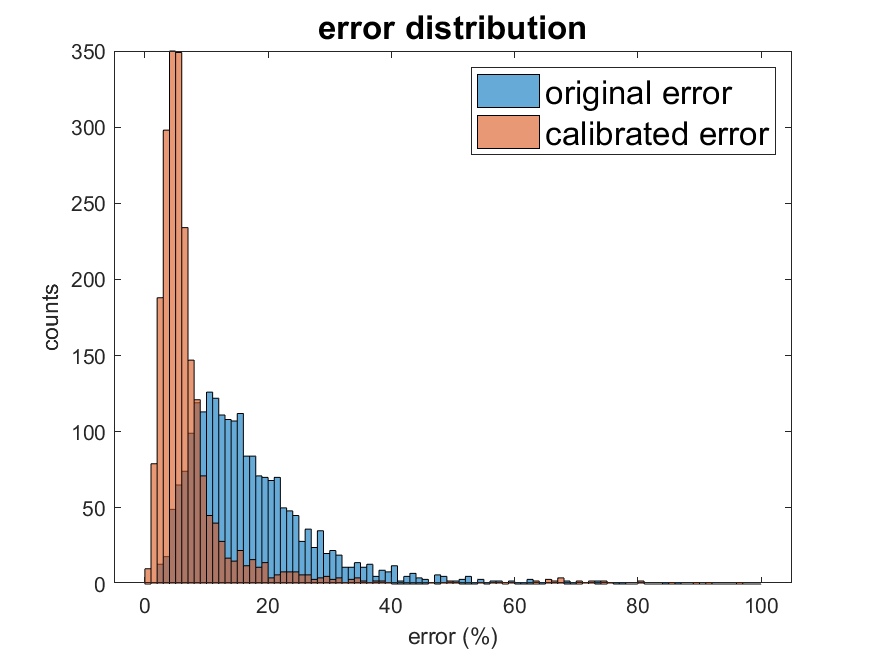 error distribution
350
300
250
200
150
100
50
0
counts
original error
calibrated error
0 20 40 60 80 100
error (%)